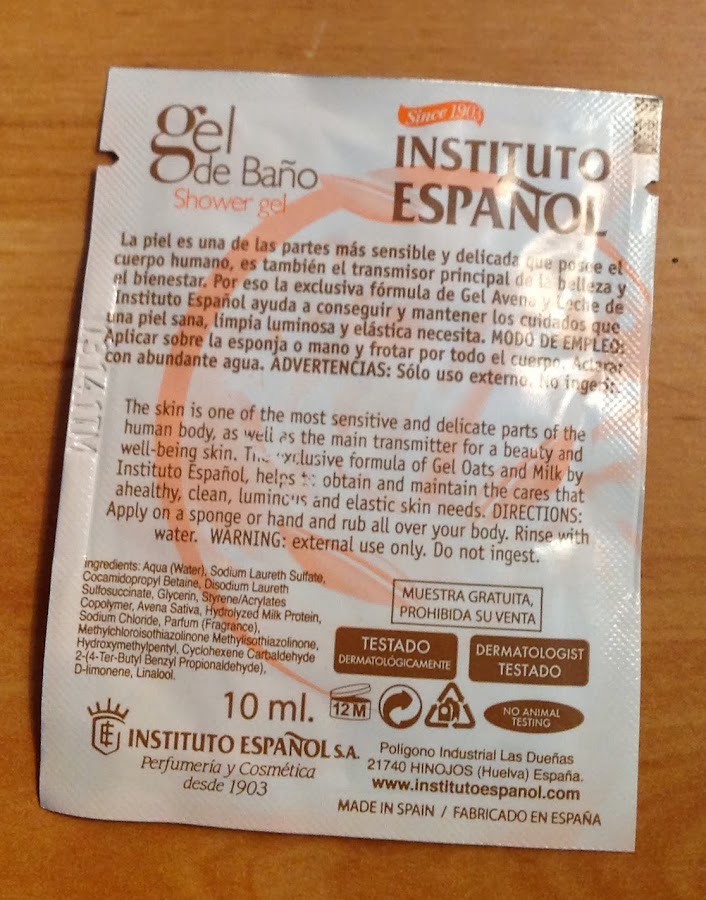 gel
de Baño
Shower gel
Since 1903
INSTITUTO
ESPAÑOL
La piel es una de las partes más sensible y delicada que posee el
cuerpo humano, es también el transmisor principal de la belleza y
el bienestar. Por eso la exclusiva fórmula de Gel Avena y Leche de
Instituto Español ayuda a conseguir y mantener los cuidados que
una piel sana, limpia luminosa y elástica necesita. MODO DE EMPLEO:
Aplicar sobre la esponja o mano y frotar por todo el cuerpo. Aclarar
con abundante agua. ADVERTENCIAS: Sólo uso externo. No ingerir.
The skin is one of the most sensitive and delicate parts of the
human body, as well as the main transmitter for a beauty and
well-being skin. The exclusive formula of Gel Oats and Milk by
Instituto Español, helps to obtain and maintain the cares that
ahealthy, clean, luminous and elastic skin needs. DIRECTIONS:
Apply on a sponge or hand and rub all over your body. Rinse with
water. WARNING: external use only. Do not ingest.
Ingredients: Aqua (Water), Sodium Laureth Sulfate,
Cocamidopropyl Betaine, Disodium Laureth
Sulfosuccinate, Glycerin, Styrene/Acrylates
Copolymer, Avena Sativa, Hydrolyzed Milk Protein,
Sodium Chloride, Parfum (Fragrance),
Methylchloroisothiazolinone Methylisothiazolinone,
Hydroxymethylpentyl, Cyclohexene Carbaldehyde
2-(4-Ter-Butyl Benzyl Propionaldehyde),
D-limonene, Linalool.
MUESTRA GRATUITA,
PROHIBIDA SU VENTA
TESTADO
DERMATOLÓGICAMENTE
DERMATOLOGIST
TESTADO
10 ml.
12 M
NO ANIMAL
TESTING
INSTITUTO ESPAÑOL S.A.
Perfumería y Cosmética
desde 1903
Polígono Industrial Las Dueñas
21740 HINOJOS (Huelva) España.
www.institutoespanol.com
MADE IN SPAIN / FABRICADO EN ESPAÑA